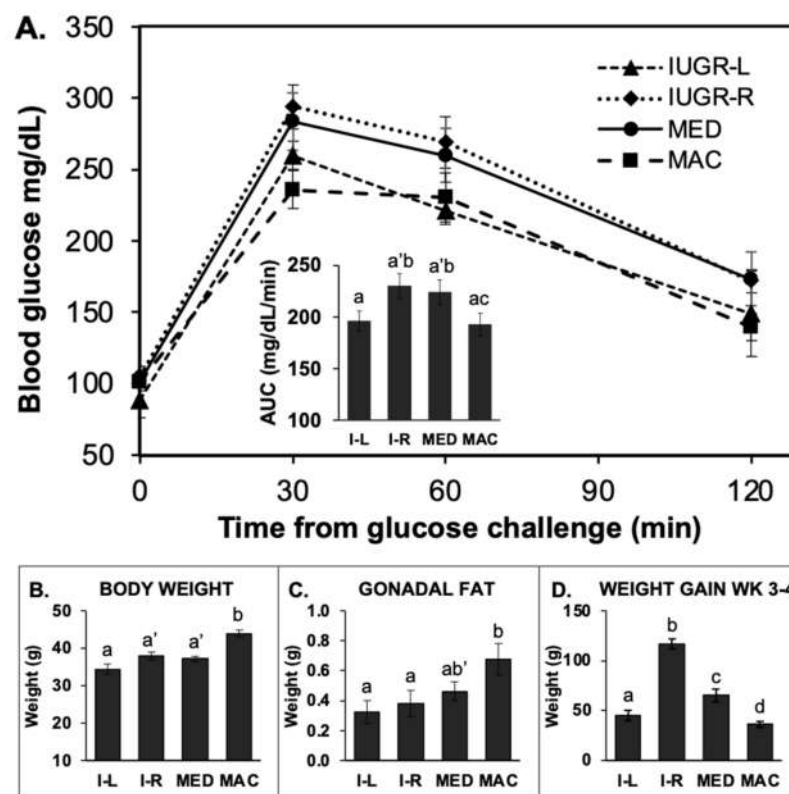 A.
350
300
250
200
150
100
50
Blood glucose mg/dL
IUGR-L
IUGR-R
MED
MAC
250
200
150
100
AUC (mg/dL/min)
a a'b a'b ac
I-L I-R MED MAC
0 30 60 90 120
Time from glucose challenge (min)
B. BODY WEIGHT
50
40
30
20
10
Weight (g)
a a' a' b
I-L I-R MED MAC
C. GONADAL FAT
1.0
0.8
0.6
0.4
0.2
0.0
Weight (g)
a a ab' b
I-L I-R MED MAC
D. WEIGHT GAIN WK 3-4
150
100
50
0
Weight (g)
a b c d
I-L I-R MED MAC